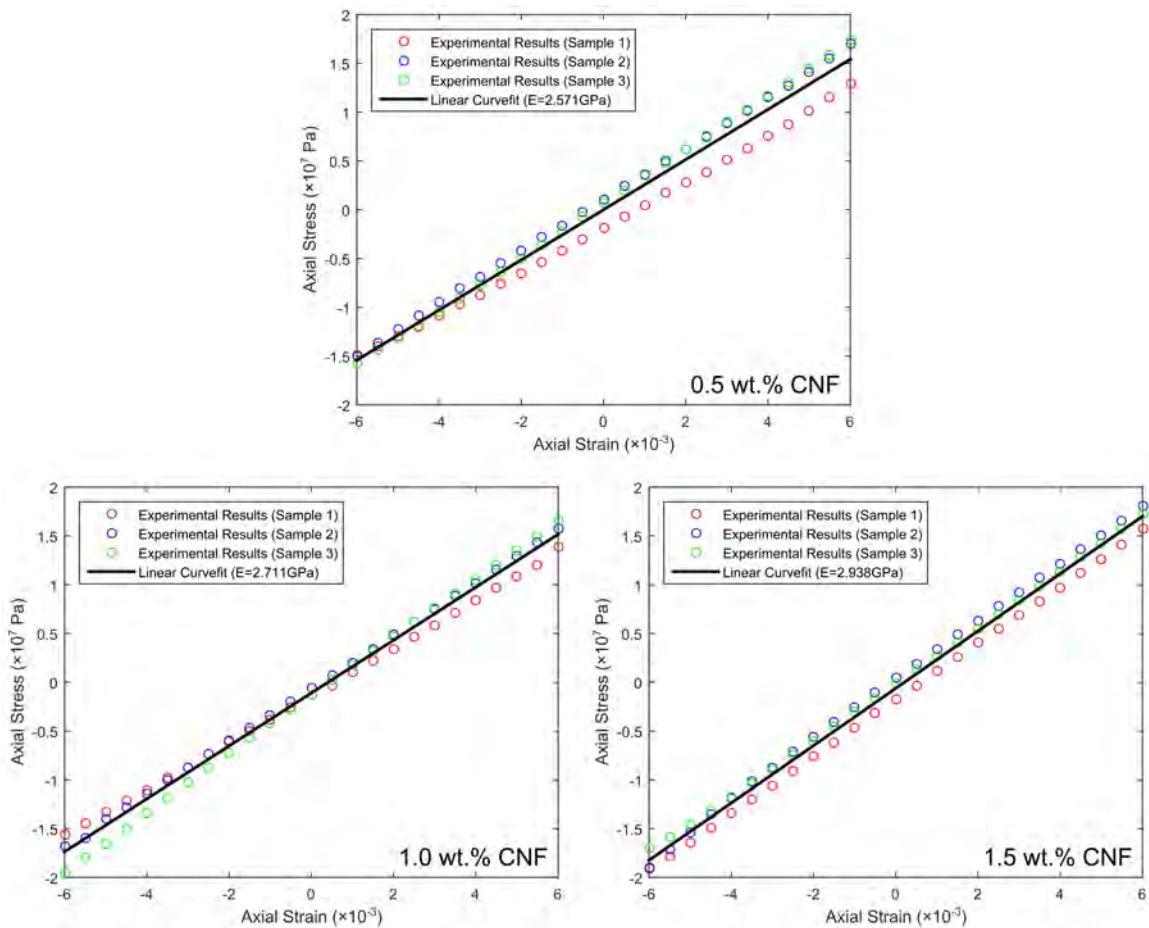 2
1.5
1
0.5
0
-0.5
-1
-1.5
-2
Axial Stress (×10⁷ Pa)
Experimental Results (Sample 1)
Experimental Results (Sample 2)
Experimental Results (Sample 3)
Linear Curvefit (E=2.571GPa)
0.5 wt.% CNF
-6 -4 -2 0 2 4 6
Axial Strain (×10⁻³)
2
1.5
1
0.5
0
-0.5
-1
-1.5
-2
Axial Stress (×10⁷ Pa)
Experimental Results (Sample 1)
Experimental Results (Sample 2)
Experimental Results (Sample 3)
Linear Curvefit (E=2.711GPa)
1.0 wt.% CNF
-6 -4 -2 0 2 4 6
Axial Strain (×10⁻³)
2
1.5
1
0.5
0
-0.5
-1
-1.5
-2
Axial Stress (×10⁷ Pa)
Experimental Results (Sample 1)
Experimental Results (Sample 2)
Experimental Results (Sample 3)
Linear Curvefit (E=2.938GPa)
1.5 wt.% CNF
-6 -4 -2 0 2 4 6
Axial Strain (×10⁻³)